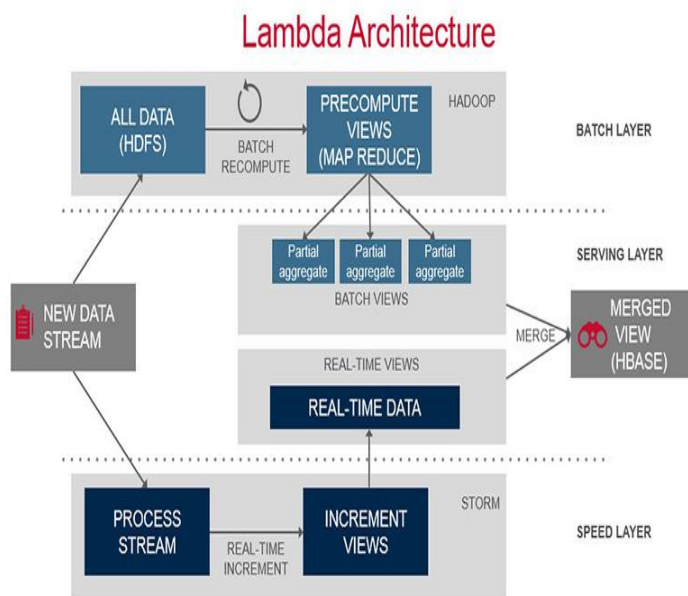 Lambda Architecture
HADOOP
ALL DATA
(HDFS)
BATCH
RECOMPUTE
PRECOMPUTE
VIEWS
(MAP REDUCE)
BATCH LAYER
Partial
aggregate
Partial
aggregate
Partial
aggregate
BATCH VIEWS
SERVING LAYER
NEW DATA
STREAM
MERGE
MERGED
VIEW
(HBASE)
REAL-TIME VIEWS
REAL-TIME DATA
STORM
PROCESS
STREAM
REAL-TIME
INCREMENT
INCREMENT
VIEWS
SPEED LAYER